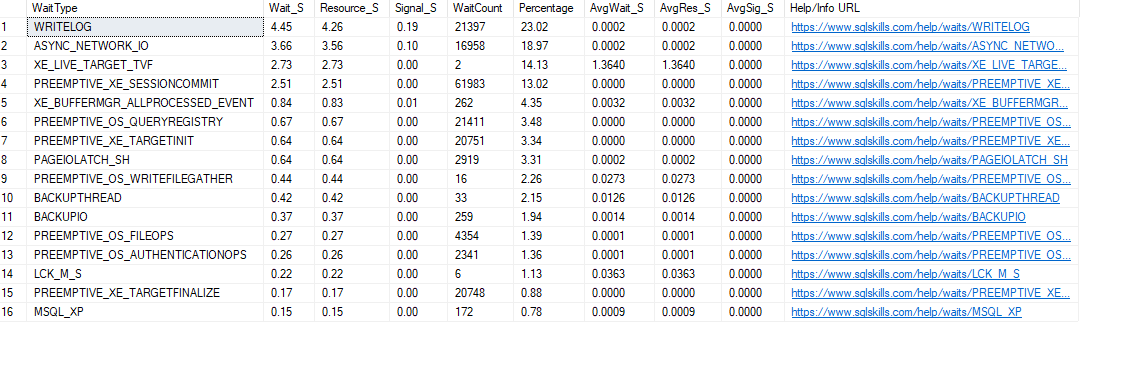 WaitType Wait_S Resource_S Signal_S WaitCount Percentage AvgWait_S AvgRes_S AvgSig_S Help/Info URL
1 WRITELOG 4.45 4.26 0.19 21397 23.02 0.0002 0.0002 0.0000 https://www.sqlskills.com/help/waits/WRITELOG
2 ASYNC_NETWORK_IO 3.66 3.56 0.10 16958 18.97 0.0002 0.0002 0.0000 https://www.sqlskills.com/help/waits/ASYNC_NETWO...
3 XE_LIVE_TARGET_TVF 2.73 2.73 0.00 2 14.13 1.3640 1.3640 0.0000 https://www.sqlskills.com/help/waits/XE_LIVE_TARGE...
4 PREEMPTIVE_XE_SESSIONCOMMIT 2.51 2.51 0.00 61983 13.02 0.0000 0.0000 0.0000 https://www.sqlskills.com/help/waits/PREEMPTIVE_XE...
5 XE_BUFFERMGR_ALLPROCESSED_EVENT 0.84 0.83 0.01 262 4.35 0.0032 0.0032 0.0000 https://www.sqlskills.com/help/waits/XE_BUFFERMGR...
6 PREEMPTIVE_OS_QUERYREGISTRY 0.67 0.67 0.00 21411 3.48 0.0000 0.0000 0.0000 https://www.sqlskills.com/help/waits/PREEMPTIVE_OS...
7 PREEMPTIVE_XE_TARGETINIT 0.64 0.64 0.00 20751 3.34 0.0000 0.0000 0.0000 https://www.sqlskills.com/help/waits/PREEMPTIVE_XE...
8 PAGEIOLATCH_SH 0.64 0.64 0.00 2919 3.31 0.0002 0.0002 0.0000 https://www.sqlskills.com/help/waits/PAGEIOLATCH_SH
9 PREEMPTIVE_OS_WRITEFILEGATHER 0.44 0.44 0.00 16 2.26 0.0273 0.0273 0.0000 https://www.sqlskills.com/help/waits/PREEMPTIVE_OS...
10 BACKUPTHREAD 0.42 0.42 0.00 33 2.15 0.0126 0.0126 0.0000 https://www.sqlskills.com/help/waits/BACKUPTHREAD
11 BACKUPIO 0.37 0.37 0.00 259 1.94 0.0014 0.0014 0.0000 https://www.sqlskills.com/help/waits/BACKUPIO
12 PREEMPTIVE_OS_FILEOPS 0.27 0.27 0.00 4354 1.39 0.0001 0.0001 0.0000 https://www.sqlskills.com/help/waits/PREEMPTIVE_OS...
13 PREEMPTIVE_OS_AUTHENTICATIONOPS 0.26 0.26 0.00 2341 1.36 0.0001 0.0001 0.0000 https://www.sqlskills.com/help/waits/PREEMPTIVE_OS...
14 LCK_M_S 0.22 0.22 0.00 6 1.13 0.0363 0.0363 0.0000 https://www.sqlskills.com/help/waits/LCK_M_S
15 PREEMPTIVE_XE_TARGETFINALIZE 0.17 0.17 0.00 20748 0.88 0.0000 0.0000 0.0000 https://www.sqlskills.com/help/waits/PREEMPTIVE_XE...
16 MSQL_XP 0.15 0.15 0.00 172 0.78 0.0009 0.0009 0.0000 https://www.sqlskills.com/help/waits/MSQL_XP